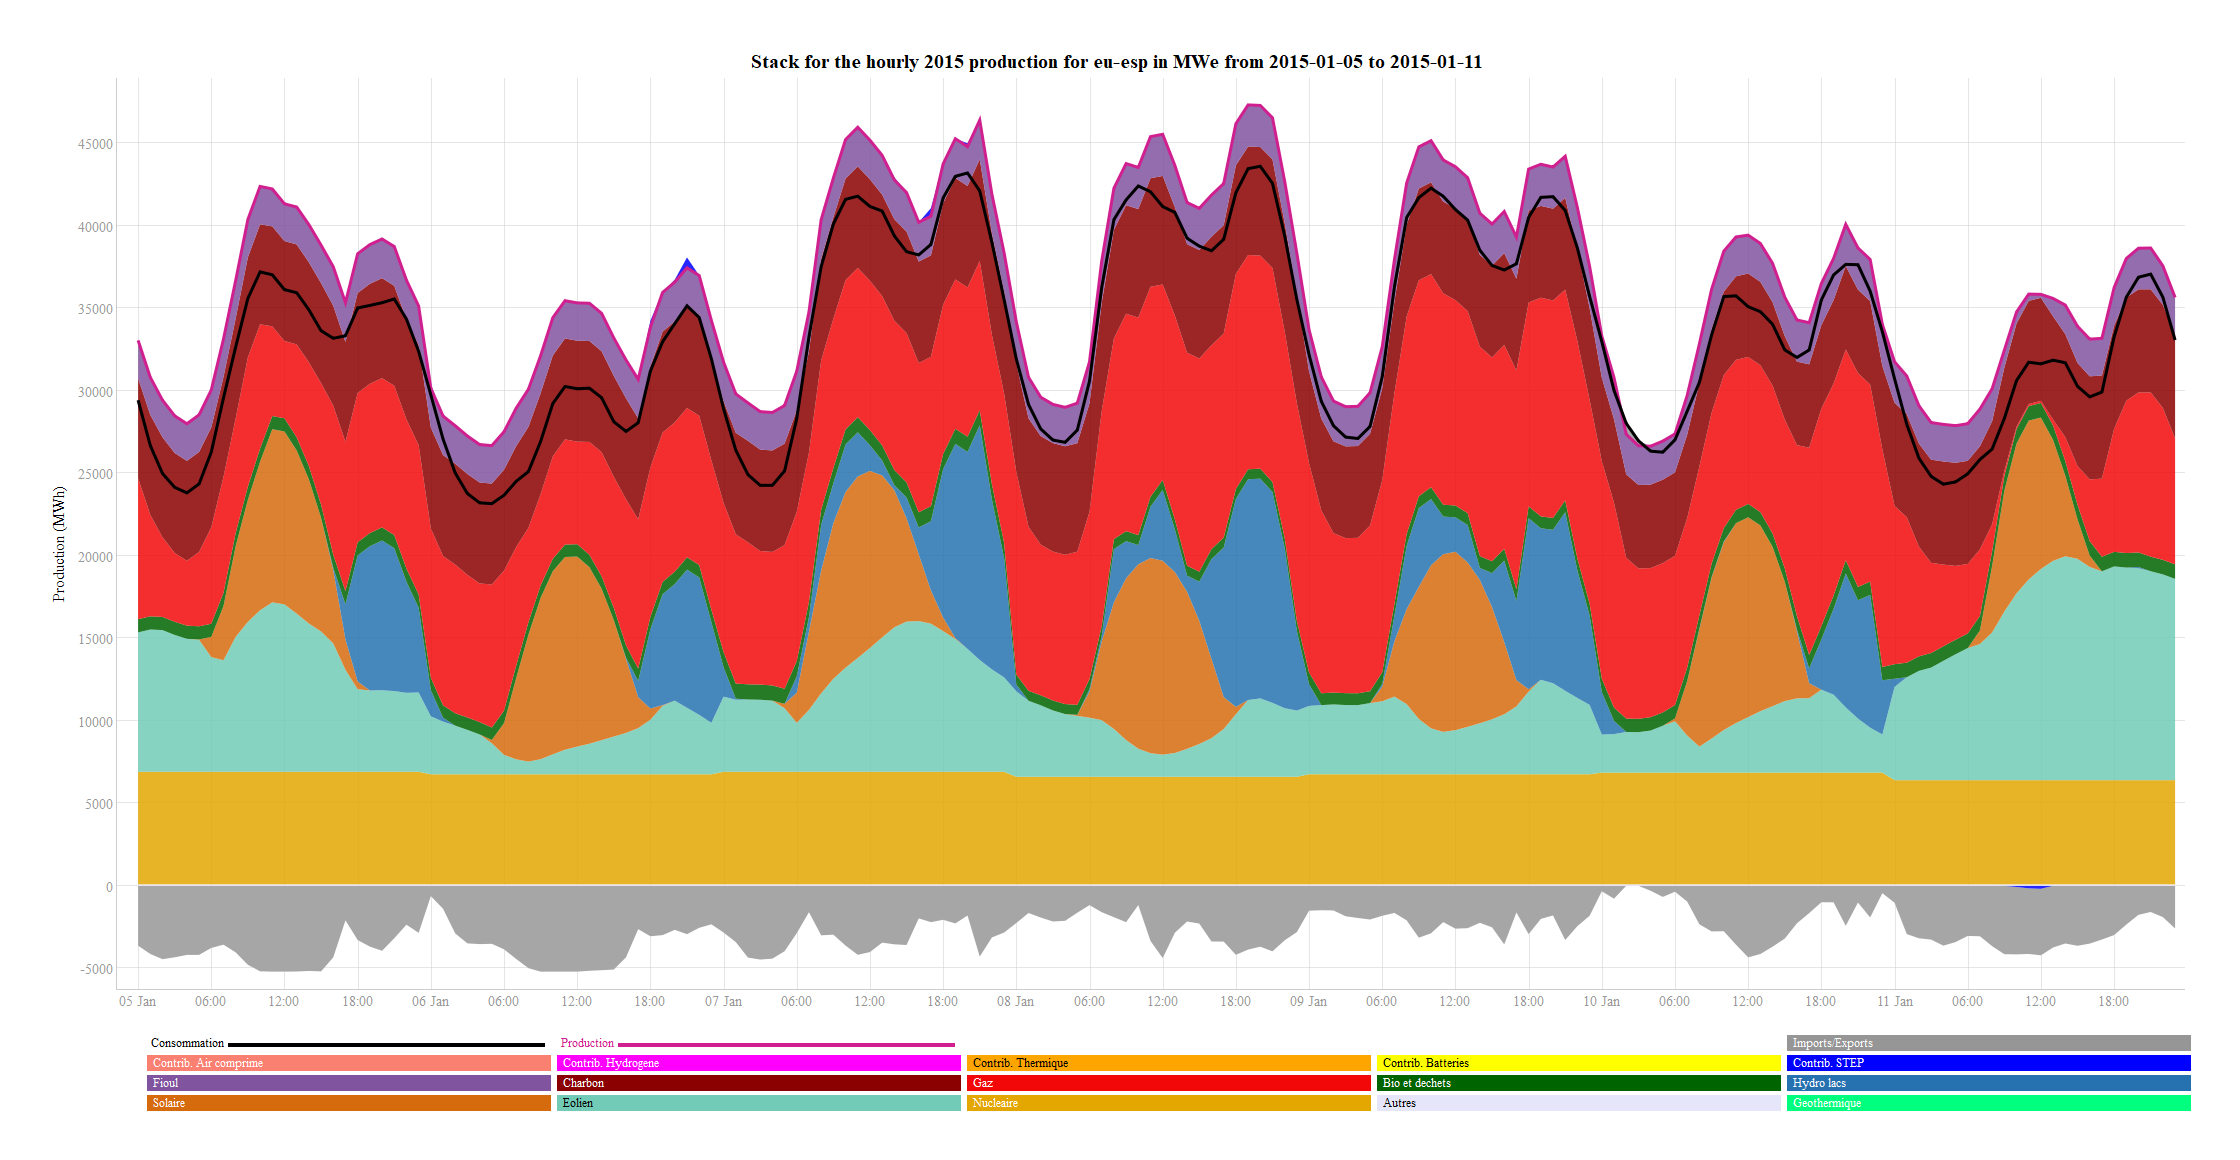 Stack for the hourly 2015 production for eu-esp in MWe from 2015-01-05 to 2015-01-11
Production (MWh)
45000
40000
35000
30000
25000
20000
15000
10000
5000
0
-5000
05 Jan 06:00 12:00 18:00 06 Jan 06:00 12:00 18:00 07 Jan 06:00 12:00 18:00 08 Jan 06:00 12:00 18:00 09 Jan 06:00 12:00 18:00 10 Jan 06:00 12:00 18:00 11 Jan 06:00 12:00 18:00
Consommation Production Imports/Exports
Contrib. Air comprime Contrib. Hydrogene Contrib. Thermique Contrib. Batteries Contrib. STEP
Fioul Charbon Gaz Bio et dechets Hydro lacs
Solaire Eolien Nucleaire Autres Geothermique